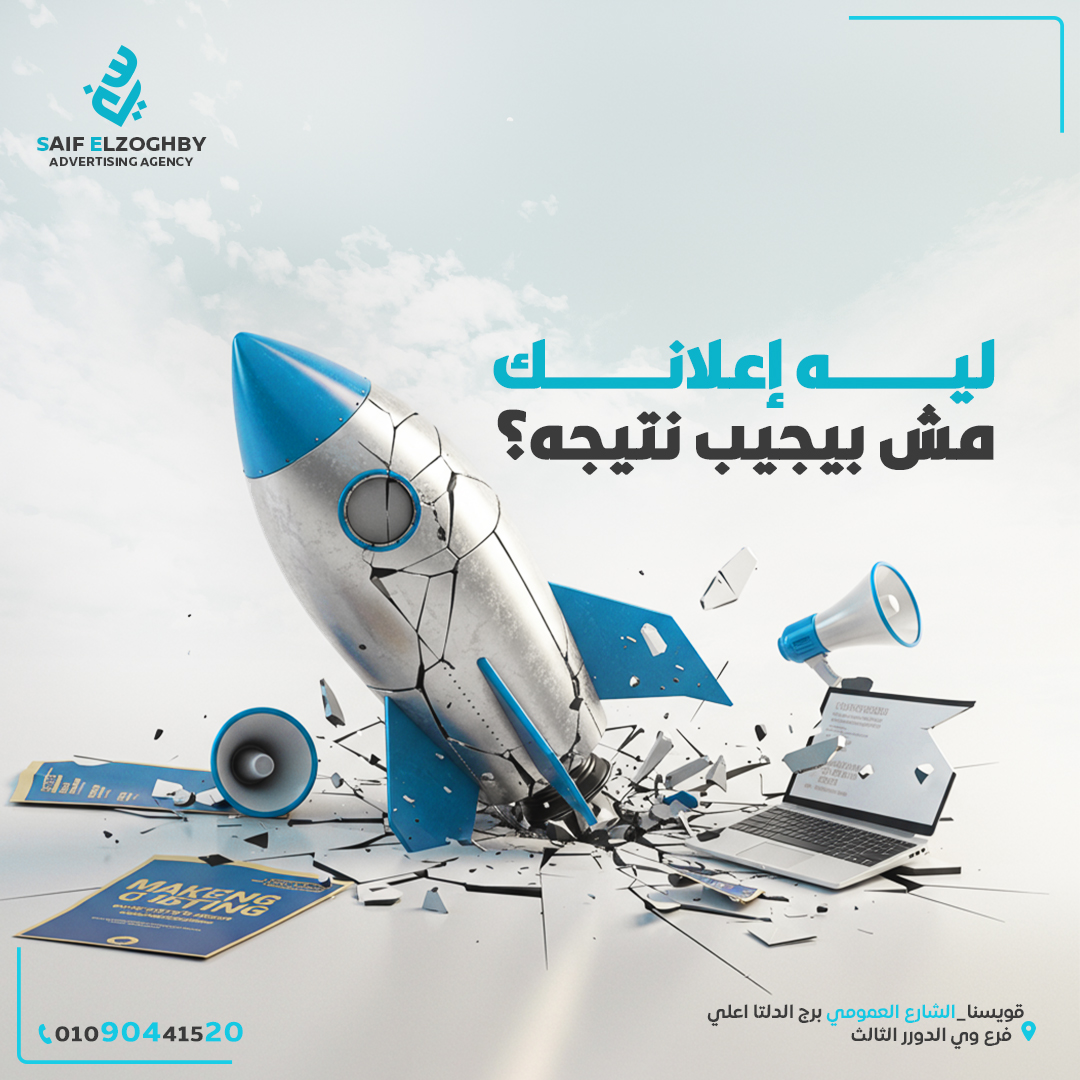 SAIF ELZOGHBY
ADVERTISING AGENCY
ليـــه إعلانـــك
مش بيجيب نتيجه؟
MAKENG
01090441520
قويسنا_الشارع العمومي برج الدلتا اعلي
فرع وي الدورر الثالث